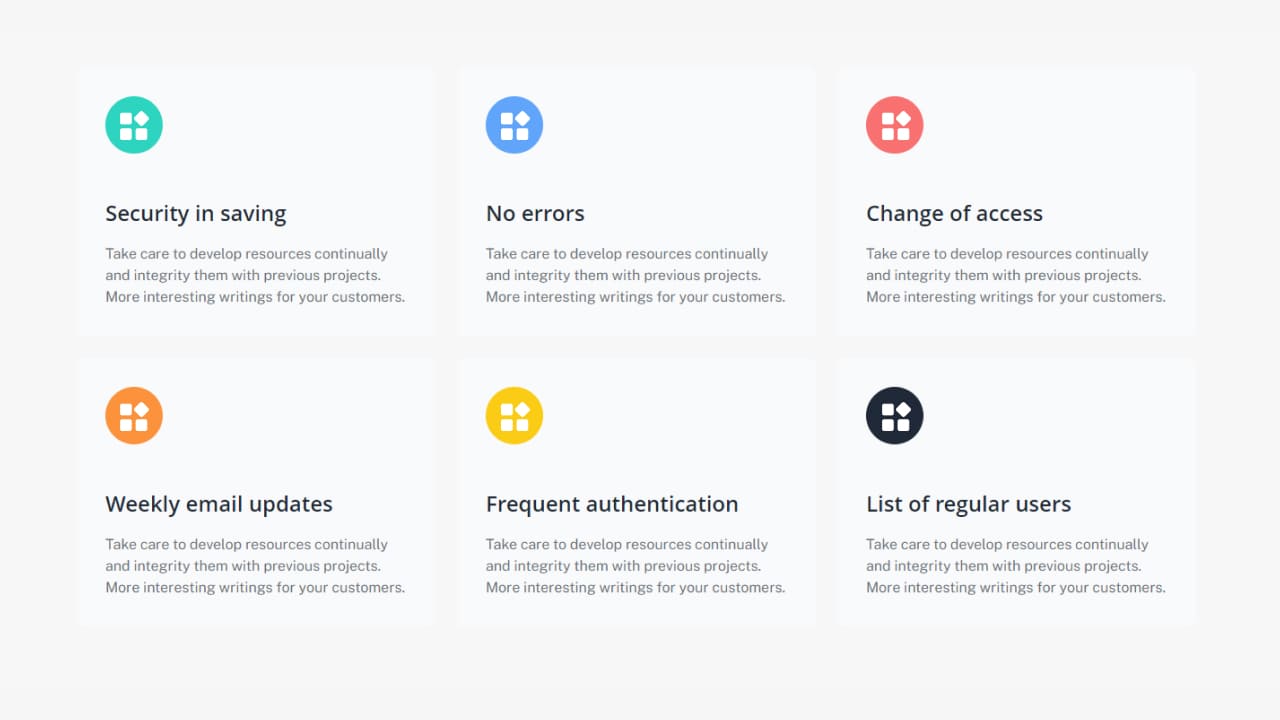 Security in saving
Take care to develop resources continually
and integrity them with previous projects.
More interesting writings for your customers.
No errors
Take care to develop resources continually
and integrity them with previous projects.
More interesting writings for your customers.
Change of access
Take care to develop resources continually
and integrity them with previous projects.
More interesting writings for your customers.
Weekly email updates
Take care to develop resources continually
and integrity them with previous projects.
More interesting writings for your customers.
Frequent authentication
Take care to develop resources continually
and integrity them with previous projects.
More interesting writings for your customers.
List of regular users
Take care to develop resources continually
and integrity them with previous projects.
More interesting writings for your customers.